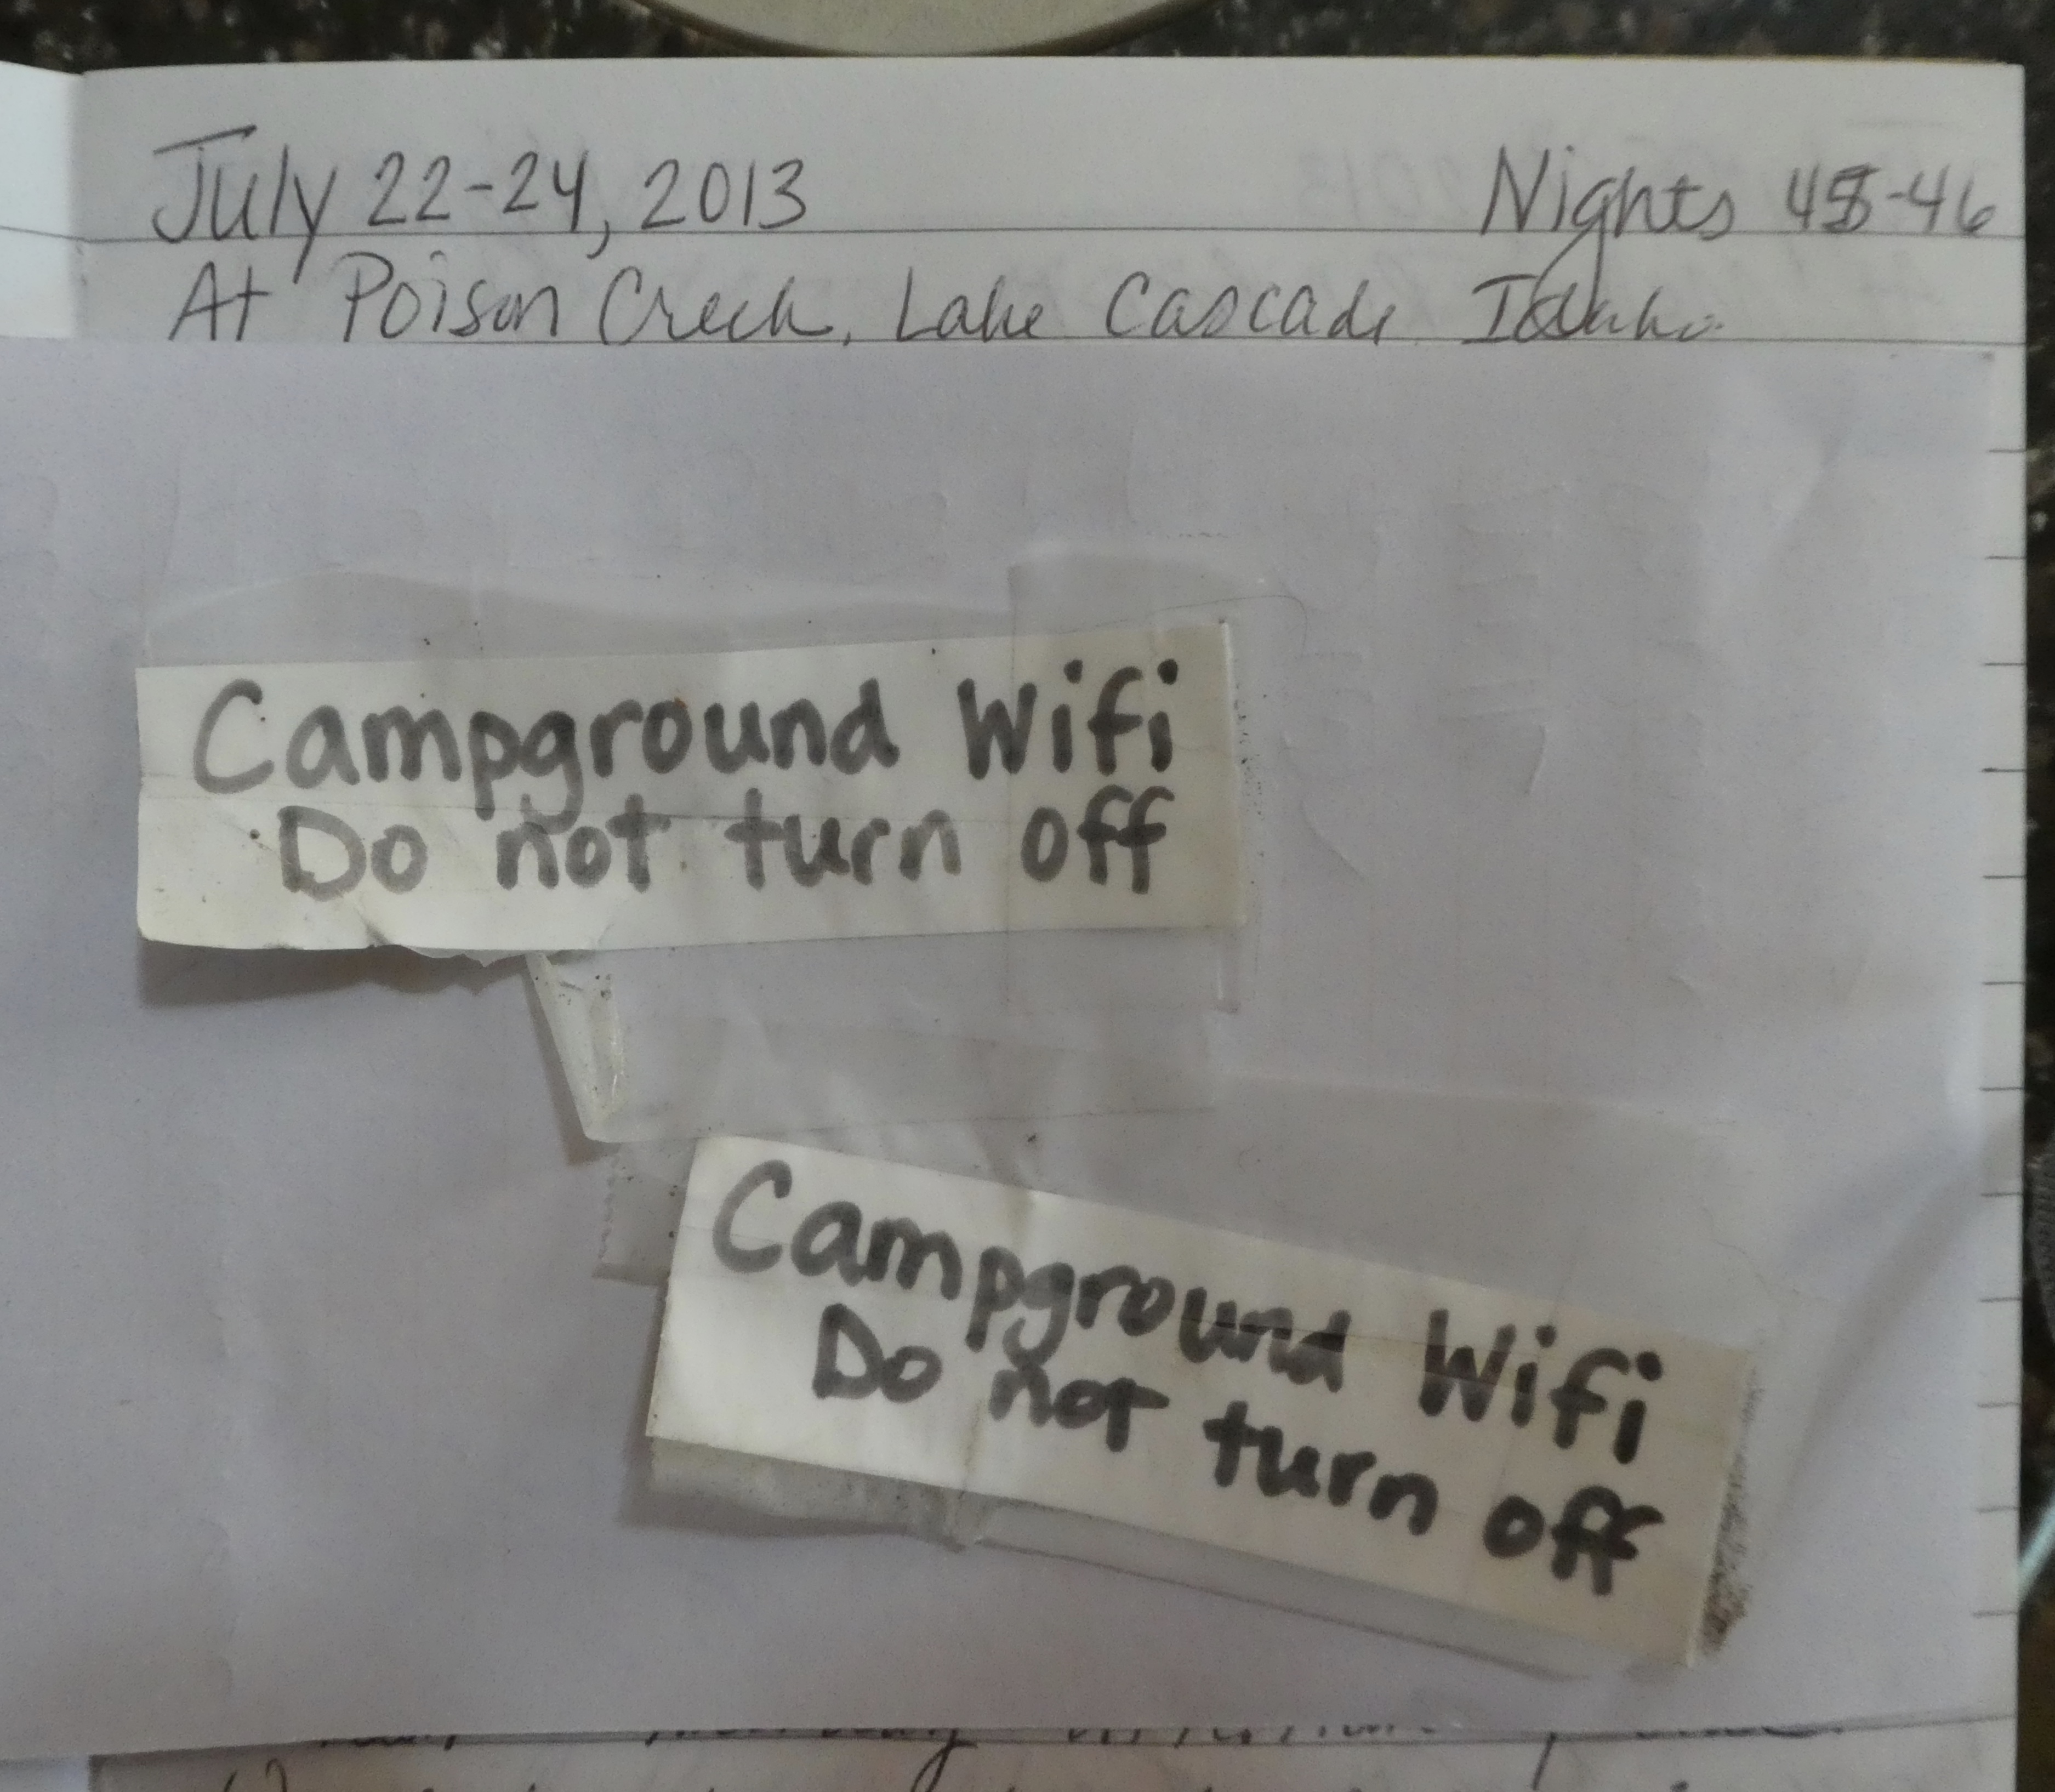 July 22-24, 2013 Nights 45-46
At Poison Creek, Lake Cascade Idaho.
Campground Wifi
Do not turn off
Campground Wifi
Do not turn off